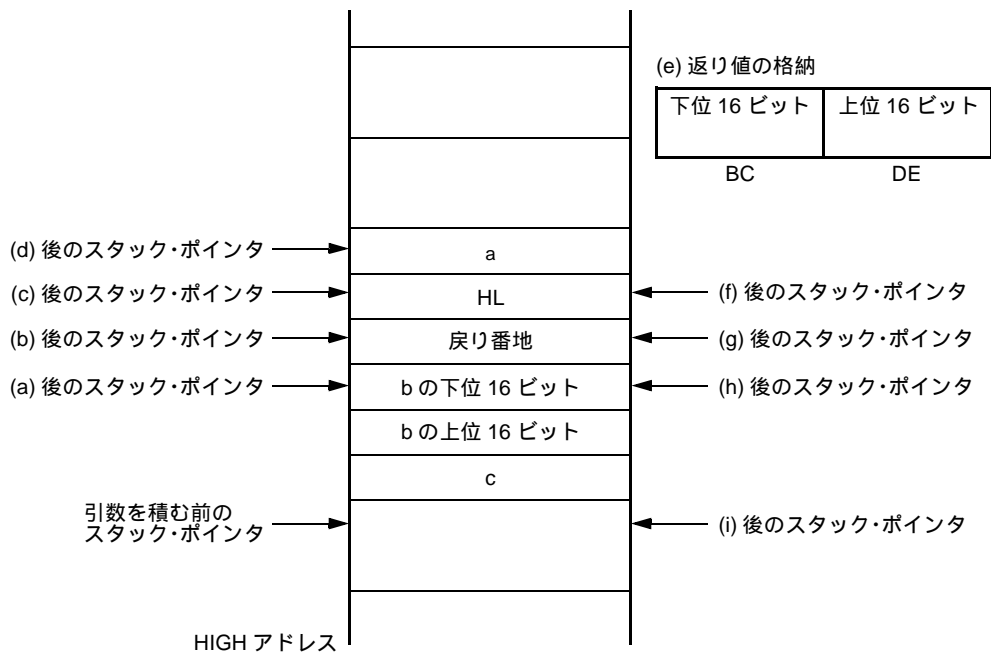 (e) 返り値の格納
下位 16 ビット
上位 16 ビット
BC
DE
(d) 後のスタック・ポインタ
a
(c) 後のスタック・ポインタ
HL
(f) 後のスタック・ポインタ
(b) 後のスタック・ポインタ
戻り番地
(g) 後のスタック・ポインタ
(a) 後のスタック・ポインタ
b の下位 16 ビット
(h) 後のスタック・ポインタ
b の上位 16 ビット
c
引数を積む前の
スタック・ポインタ
(i) 後のスタック・ポインタ
HIGH アドレス